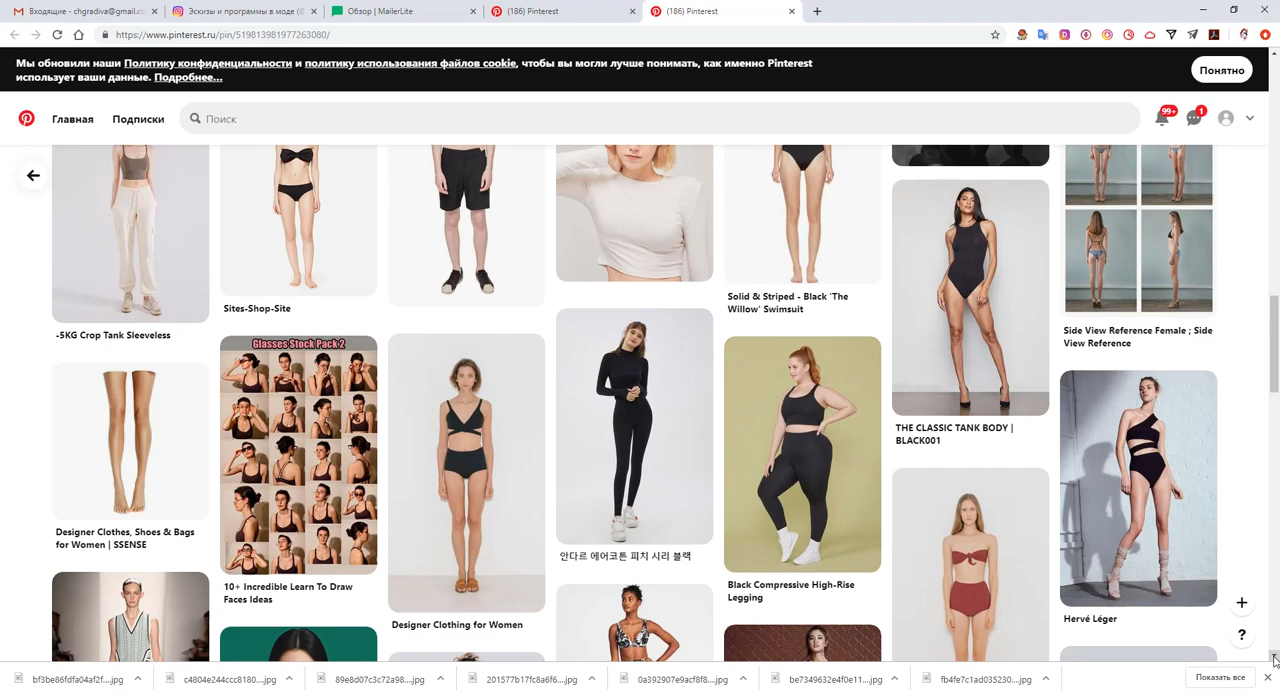 Входящие - chgradiva@gmail.co
Эскизы и программы в моде (@
Обзор | MailerLite
(186) Pinterest
(186) Pinterest
https://www.pinterest.ru/pin/519813981977263080/
Мы обновили наши Политику конфиденциальности и политику использования файлов cookie, чтобы вы могли лучше понимать, как именно Pinterest
использует ваши данные. Подробнее...
Понятно
Главная
Подписки
Поиск
99+
1
-5KG Crop Tank Sleeveless
Sites-Shop-Site
Solid & Striped - Black 'The
Willow' Swimsuit
THE CLASSIC TANK BODY |
BLACK001
Side View Reference Female ; Side
View Reference
Designer Clothes, Shoes & Bags
for Women | SSENSE
Glasses Stock Pack 2
10+ Incredible Learn To Draw
Faces Ideas
Designer Clothing for Women
안다르 에어코튼 피치 시리 블랙
Black Compressive High-Rise
Legging
Hervé Léger
?
bf3be86fdfa04af2f....jpg
c4804e244ccc8180....jpg
89e8d07c3c72a98....jpg
201577b17fc8a6f6....jpg
0a392907e9acf8f8....jpg
be7349632e4f0e11....jpg
fb4fe7c1ad035230....jpg
Показать все